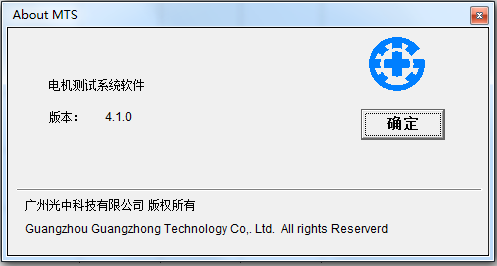 About MTS
电机测试系统软件
版本： 4.1.0
确定
广州光中科技有限公司 版权所有
Guangzhou Guangzhong Technology Co,. Ltd. All rights Reserverd